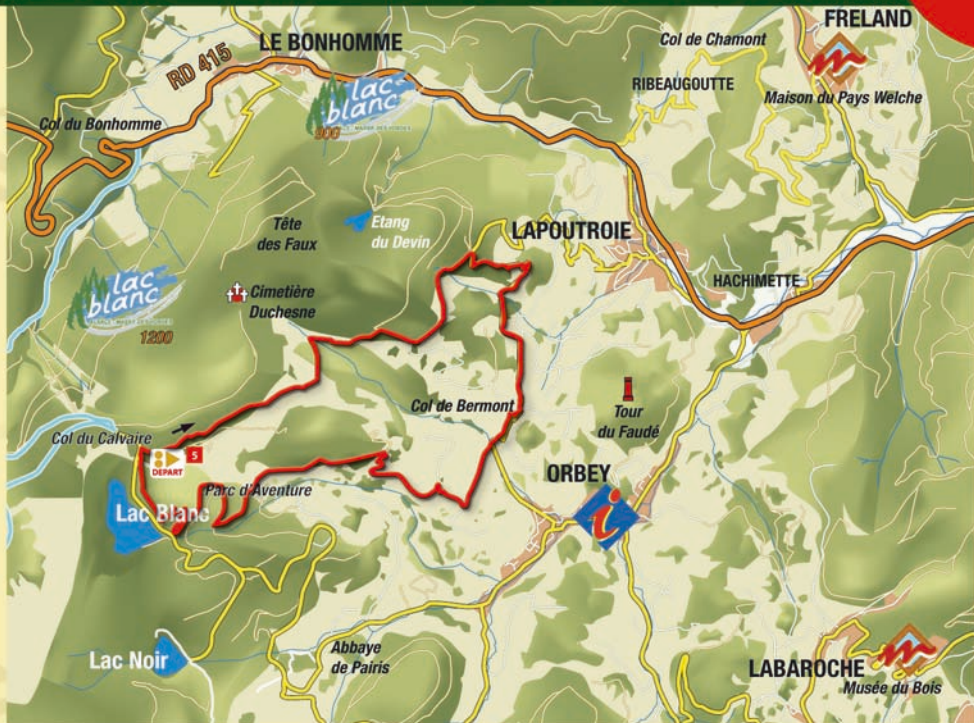 FRELAND
LE BONHOMME
Col de Chamont
RD 415
RIBEAUGOUTTE
lac
blanc
900
Maison du Pays Welche
Col du Bonhomme
Tête
des Faux
Etang
du Devin
LAPOUTROIE
HACHIMETTE
lac
blanc
1200
Cimetière
Duchesne
Col de Bermont
Tour
du Faudé
Col du Calvaire
5
DEPART
Parc d'Aventure
ORBEY
i
Lac Blanc
Lac Noir
Abbaye
de Pairis
LABAROCHE
Musée du Bois